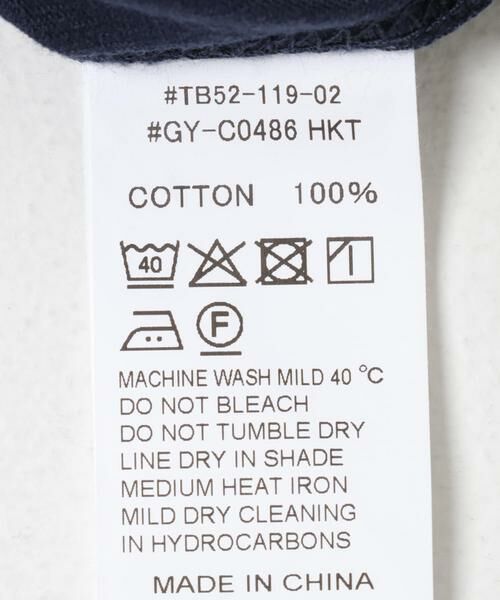 #TB52-119-02
#GY-C0486 HKT
COTTON 100%
40
F
MACHINE WASH MILD 40 °C
DO NOT BLEACH
DO NOT TUMBLE DRY
LINE DRY IN SHADE
MEDIUM HEAT IRON
MILD DRY CLEANING
IN HYDROCARBONS
MADE IN CHINA